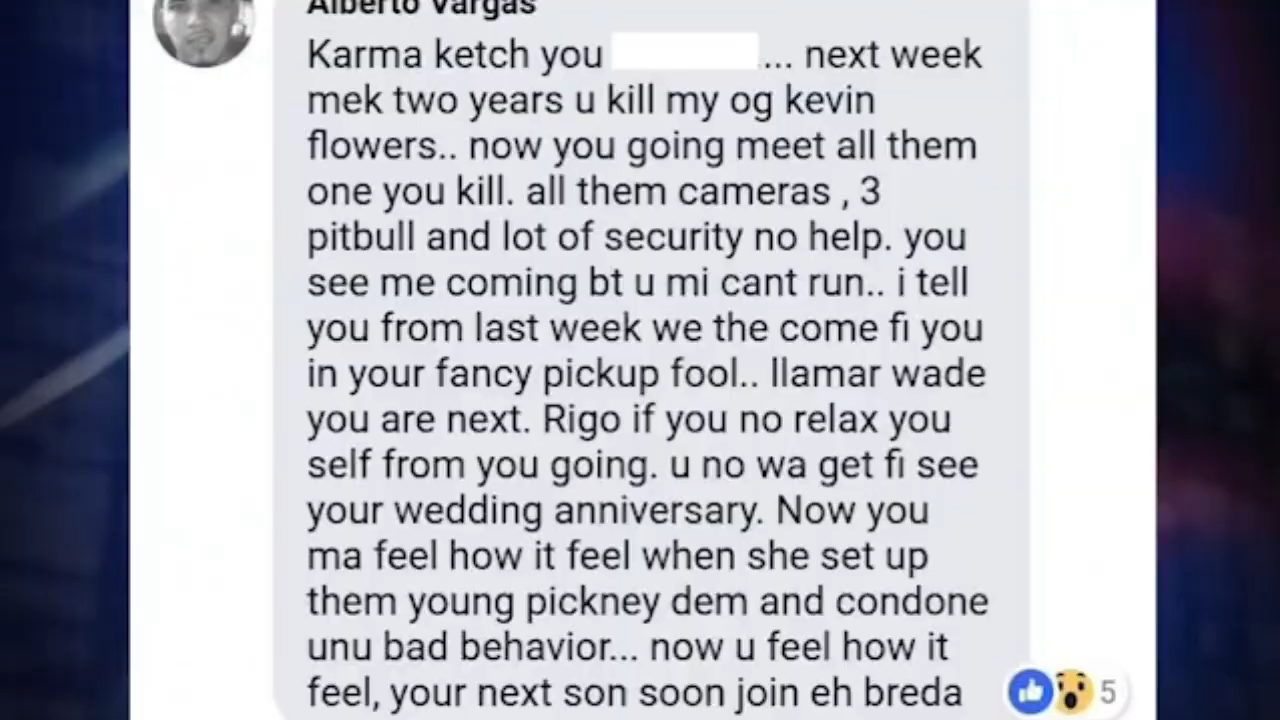 Alberto Vargas
Karma ketch you ... next week
mek two years u kill my og kevin
flowers.. now you going meet all them
one you kill. all them cameras , 3
pitbull and lot of security no help. you
see me coming bt u mi cant run.. i tell
you from last week we the come fi you
in your fancy pickup fool.. llamar wade
you are next. Rigo if you no relax you
self from you going. u no wa get fi see
your wedding anniversary. Now you
ma feel how it feel when she set up
them young pickney dem and condone
unu bad behavior... now u feel how it
feel, your next son soon join eh breda
5